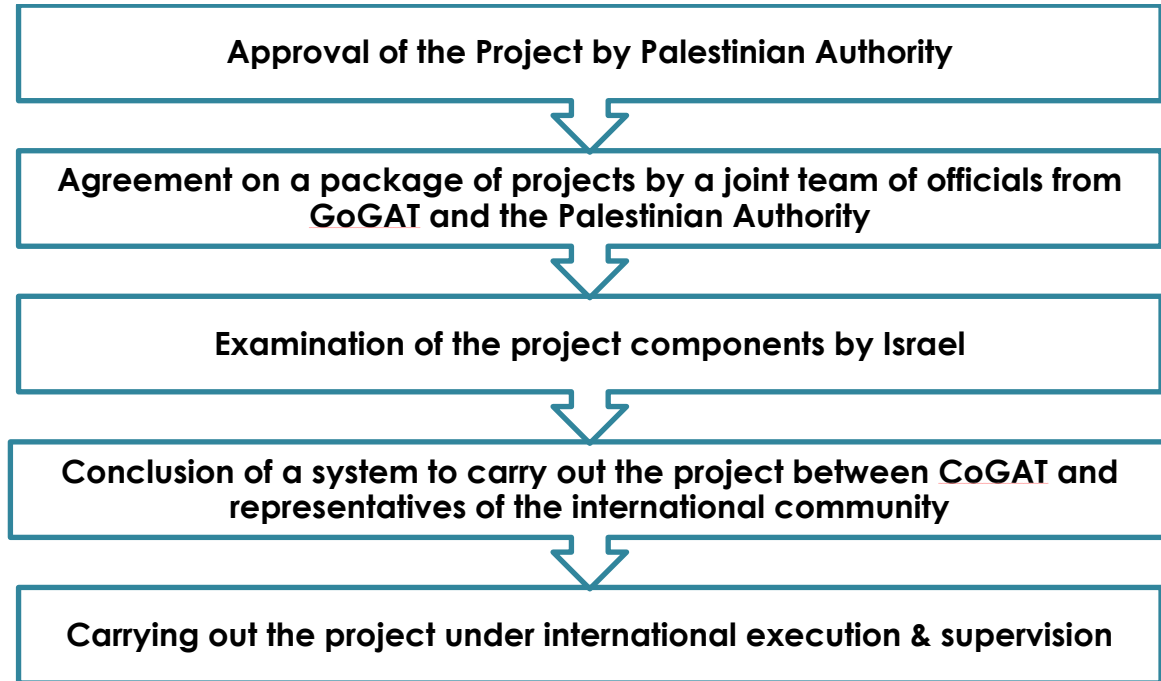 Approval of the Project by Palestinian Authority
Agreement on a package of projects by a joint team of officials from
GoGAT and the Palestinian Authority
Examination of the project components by Israel
Conclusion of a system to carry out the project between CoGAT and
representatives of the international community
Carrying out the project under international execution & supervision